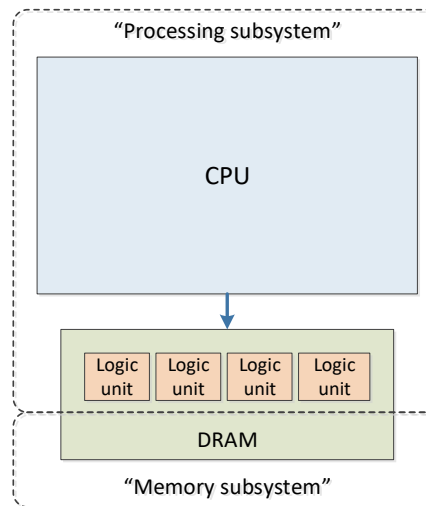 “Processing subsystem”
CPU
Logic Logic Logic Logic
unit unit unit unit
DRAM
“Memory subsystem”